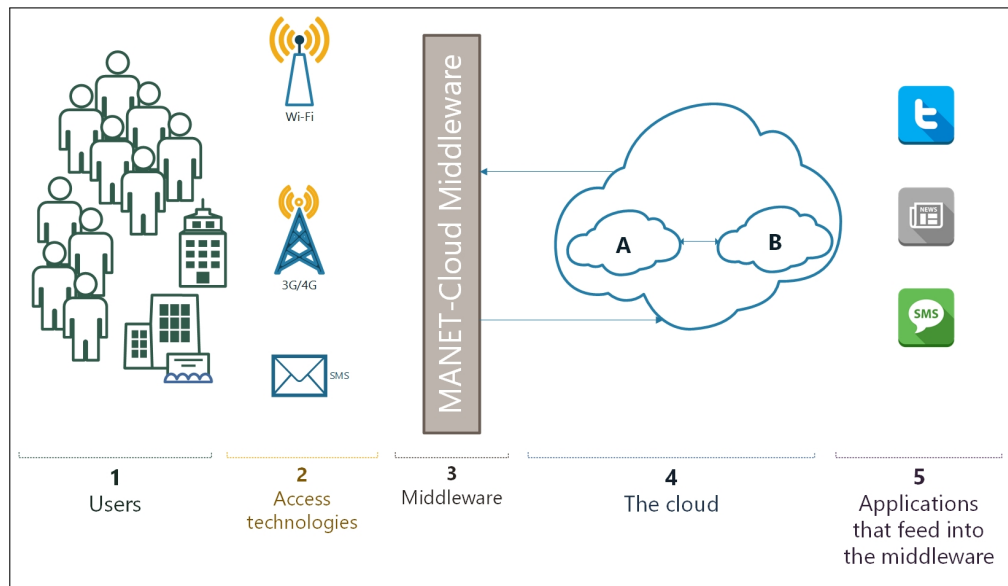 Wi-Fi
3G/4G
SMS
MANET-Cloud Middleware
A
B
t
NEWS
SMS
1
Users
2
Access
technologies
3
Middleware
4
The cloud
5
Applications
that feed into
the middleware